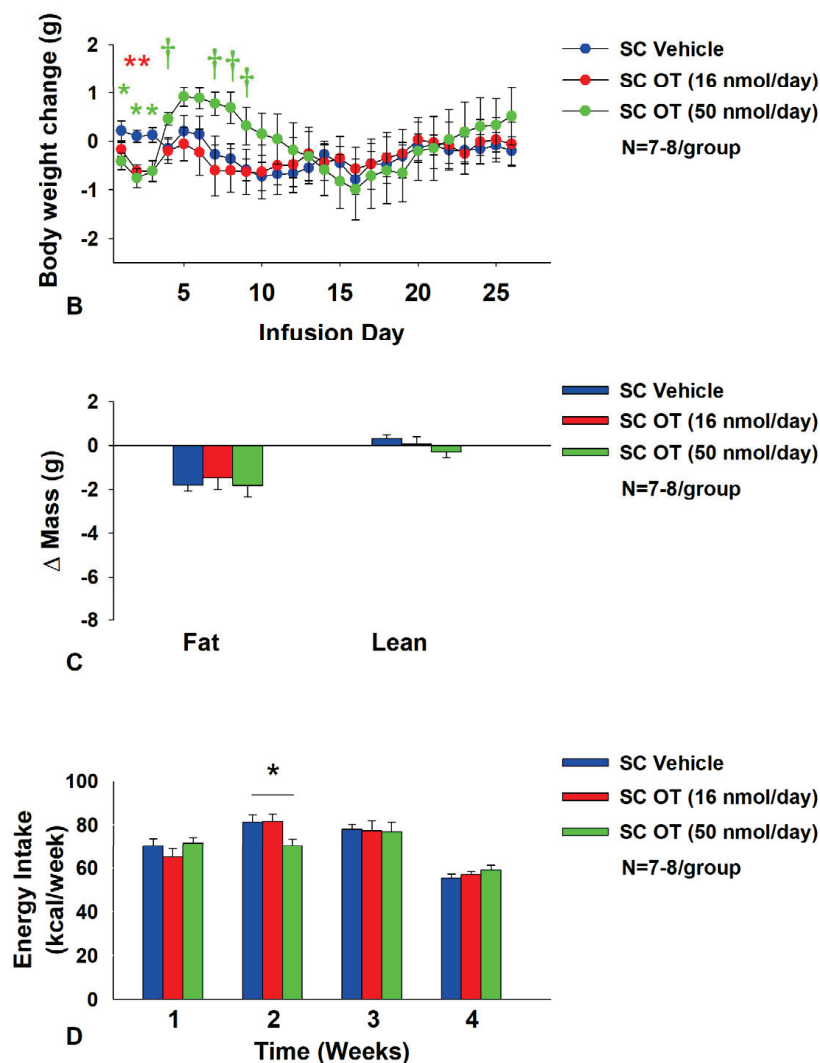 2
1
0
-1
-2
Body weight change (g)
**
*
**
†
†
†
†
SC Vehicle
SC OT (16 nmol/day)
SC OT (50 nmol/day)
N=7-8/group
5 10 15 20 25
B
Infusion Day
2
0
-2
-4
-6
-8
Δ Mass (g)
SC Vehicle
SC OT (16 nmol/day)
SC OT (50 nmol/day)
N=7-8/group
Fat Lean
C
100
80
60
40
20
0
Energy Intake
(kcal/week)
*
SC Vehicle
SC OT (16 nmol/day)
SC OT (50 nmol/day)
N=7-8/group
1 2 3 4
D
Time (Weeks)